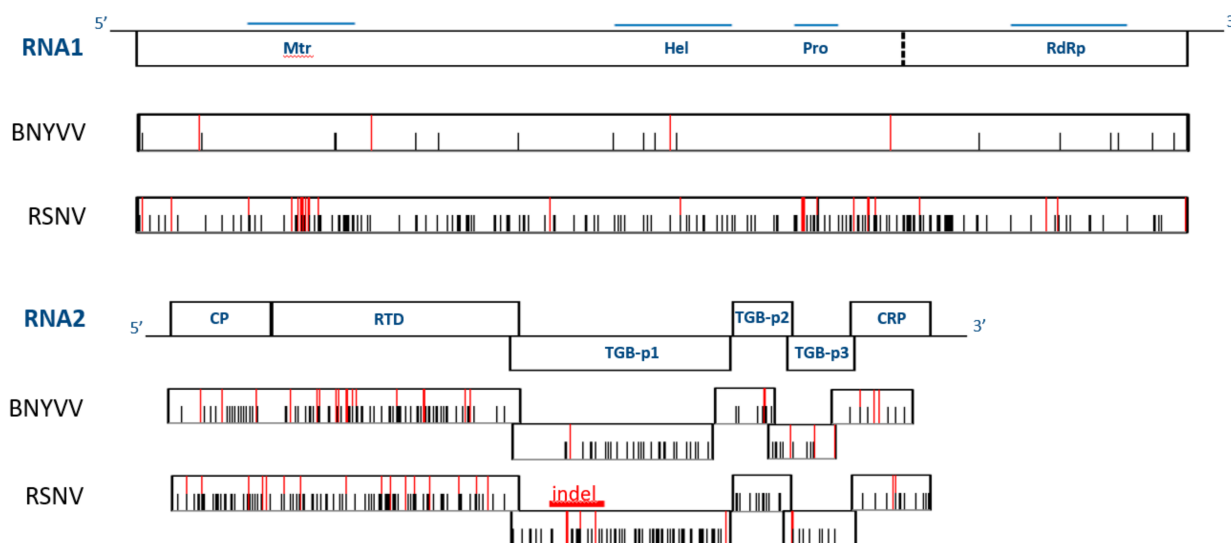 5’ 3’
RNA1 Mtr Hel Pro RdRp
BNYVV
RSNV
RNA2 5’ CP RTD TGB-p2 CRP 3’
TGB-p1 TGB-p3
BNYVV
RSNV indel